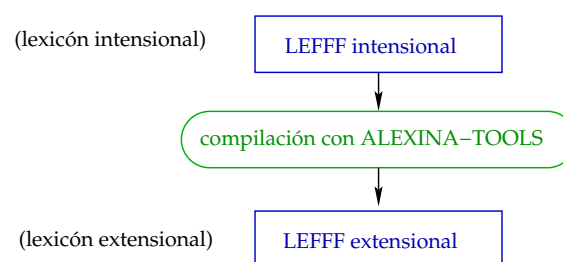 (lexicón intensional) LEFFF intensional
compilación con ALEXINA−TOOLS
(lexicón extensional) LEFFF extensional